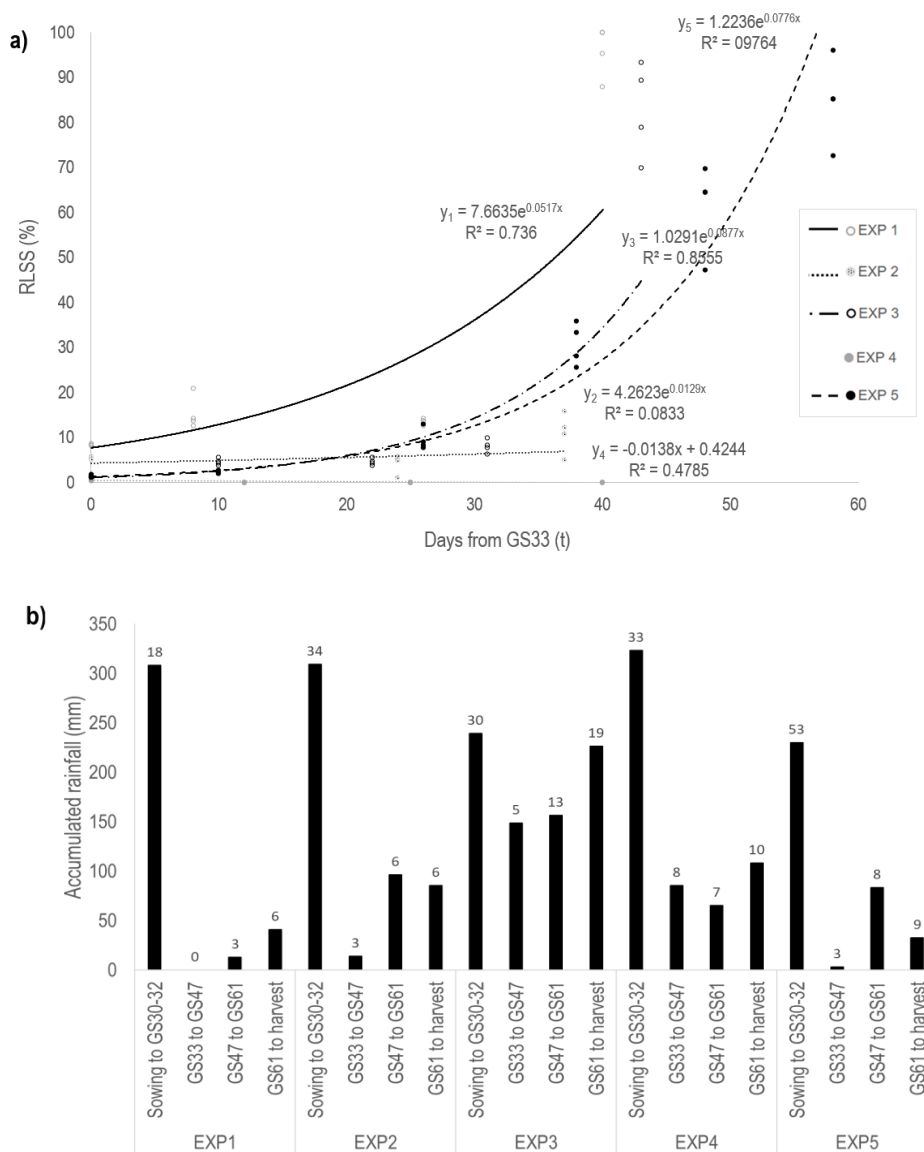 a)
RLSS (%)
100
90
80
70
60
50
40
30
20
10
0
0 10 20 30 40 50 60
Days from GS33 (t)
y5 = 1.2236e^0.0776x
R² = 09764
y1 = 7.6635e^0.0517x
R² = 0.736
y3 = 1.0291e^0.0877x
R² = 0.8355
y2 = 4.2623e^0.0129x
R² = 0.0833
y4 = -0.0138x + 0.4244
R² = 0.4785
EXP 1
EXP 2
EXP 3
EXP 4
EXP 5
b)
Accumulated rainfall (mm)
350
300
250
200
150
100
50
0
18 0 3 6 34 3 6 6 30 5 13 19 33 8 7 10 53 3 8 9
Sowing to GS30-32
GS33 to GS47
GS47 to GS61
GS61 to harvest
Sowing to GS30-32
GS33 to GS47
GS47 to GS61
GS61 to harvest
Sowing to GS30-32
GS33 to GS47
GS47 to GS61
GS61 to harvest
Sowing to GS30-32
GS33 to GS47
GS47 to GS61
GS61 to harvest
Sowing to GS30-32
GS33 to GS47
GS47 to GS61
GS61 to harvest
EXP1 EXP2 EXP3 EXP4 EXP5